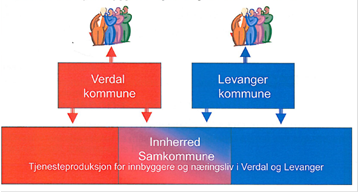 Verdal
kommune
Levanger
kommune
Innherred
Samkommune
Tjenesteproduksjon for innbyggere og næringsliv i Verdal og Levanger